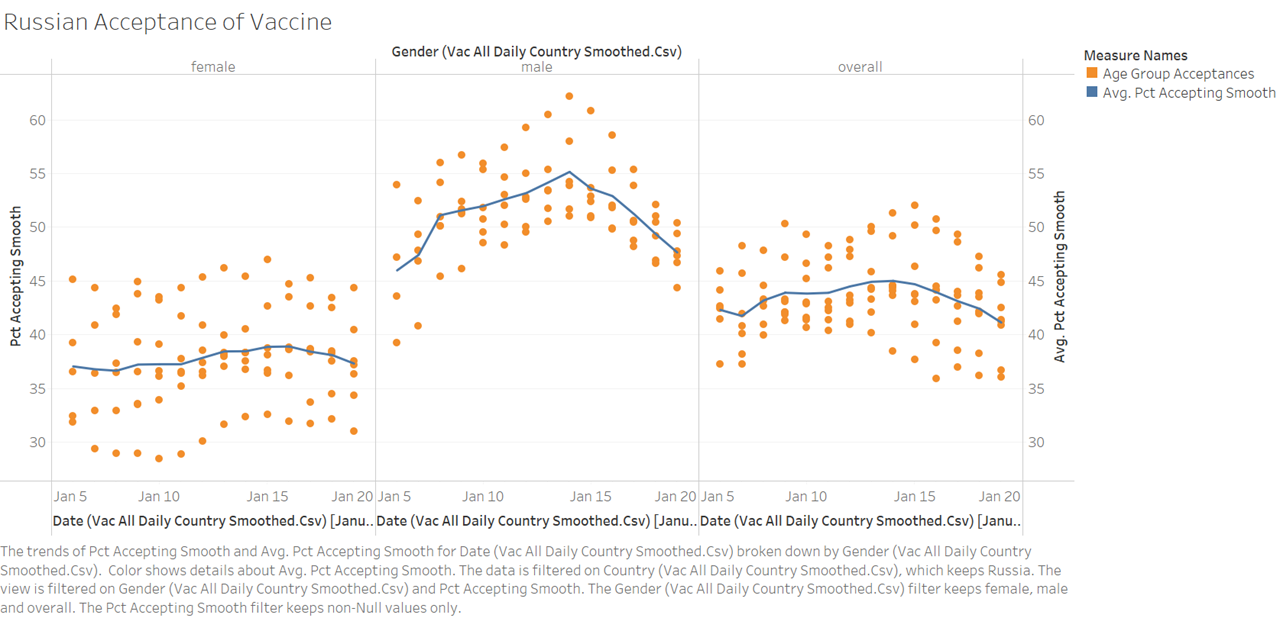 Russian Acceptance of Vaccine
Gender (Vac All Daily Country Smoothed.Csv)
female male overall
Measure Names
Age Group Acceptances
Avg. Pct Accepting Smooth
Pct Accepting Smooth
60
55
50
45
40
35
30
60
55
50
45
40
35
30
Avg. Pct Accepting Smooth
Jan 5 Jan 10 Jan 15 Jan 20 Jan 5 Jan 10 Jan 15 Jan 20 Jan 5 Jan 10 Jan 15 Jan 20
Date (Vac All Daily Country Smoothed.Csv) [Janu.. Date (Vac All Daily Country Smoothed.Csv) [Janu.. Date (Vac All Daily Country Smoothed.Csv) [Janu..
The trends of Pct Accepting Smooth and Avg. Pct Accepting Smooth for Date (Vac All Daily Country Smoothed.Csv) broken down by Gender (Vac All Daily Country
Smoothed.Csv). Color shows details about Avg. Pct Accepting Smooth. The data is filtered on Country (Vac All Daily Country Smoothed.Csv), which keeps Russia. The
view is filtered on Gender (Vac All Daily Country Smoothed.Csv) and Pct Accepting Smooth. The Gender (Vac All Daily Country Smoothed.Csv) filter keeps female, male
and overall. The Pct Accepting Smooth filter keeps non-Null values only.